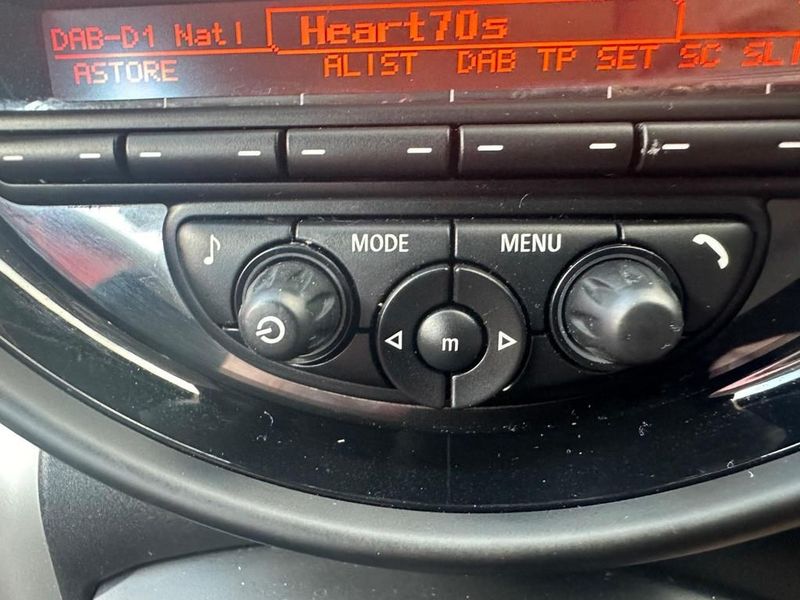 DAB-D1 Natl Heart70s
ASTORE ALIST DAB TP SET SC
MODE MENU
m